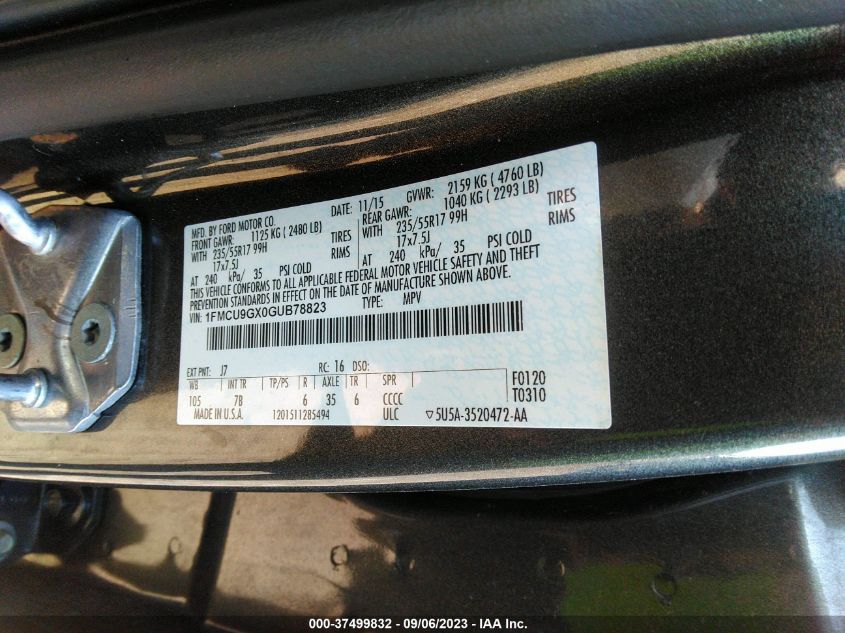 MFD. BY FORD MOTOR CO. DATE: 11/15 GVWR: 2159 KG ( 4760 LB)
FRONT GAWR: 1125 KG ( 2480 LB) REAR GAWR: 1040 KG ( 2293 LB)
WITH 235/55R17 99H TIRES WITH 235/55R17 99H TIRES
17x7.5J RIMS 17x7.5J RIMS
AT 240 kPa/ 35 PSI COLD AT 240 kPa/ 35 PSI COLD
THIS VEHICLE CONFORMS TO ALL APPLICABLE FEDERAL MOTOR VEHICLE SAFETY AND THEFT
PREVENTION STANDARDS IN EFFECT ON THE DATE OF MANUFACTURE SHOWN ABOVE.
VIN: 1FMCU9GX0GUB78823 TYPE: MPV
EXT PNT: J7 RC: 16 DSO:
WB INT TR TP/PS R AXLE TR SPR F0120
105 7B 6 35 6 CCCC T0310
MADE IN U.S.A. 1201511285494 ULC ▽5U5A-3520472-AA
000-37499832 - 09/06/2023 - IAA Inc.